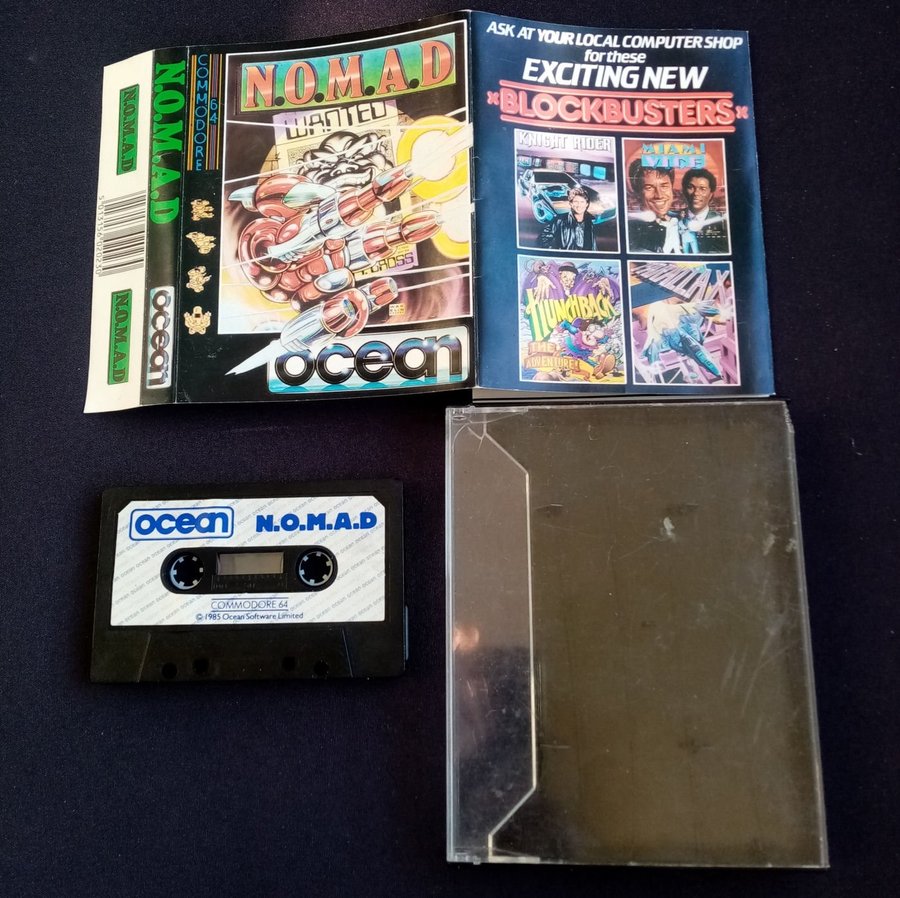 N.O.M.A.D
N.O.M.A.D
N.O.M.A.D
ocean
COMMODORE 64
N.O.M.A.D
WANTED
ocean
ASK AT YOUR LOCAL COMPUTER SHOP
for these
EXCITING NEW
BLOCKBUSTERS
KNIGHT RIDER
MIAMI
VICE
HUNCHBACK
THE
ADVENTURE!
ocean N.O.M.A.D
COMMODORE 64
© 1985 Ocean Software Limited